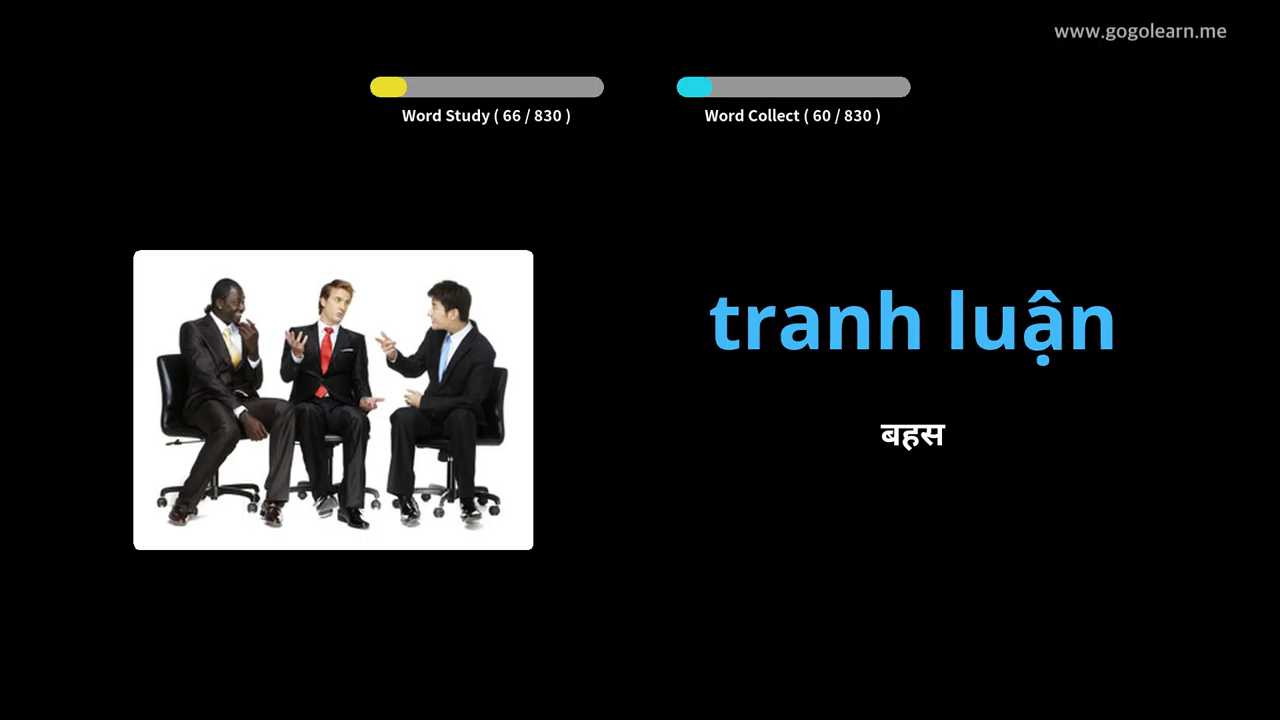 www.gogolearn.me
Word Study ( 66 / 830 )
Word Collect ( 60 / 830 )
tranh luận
बहस